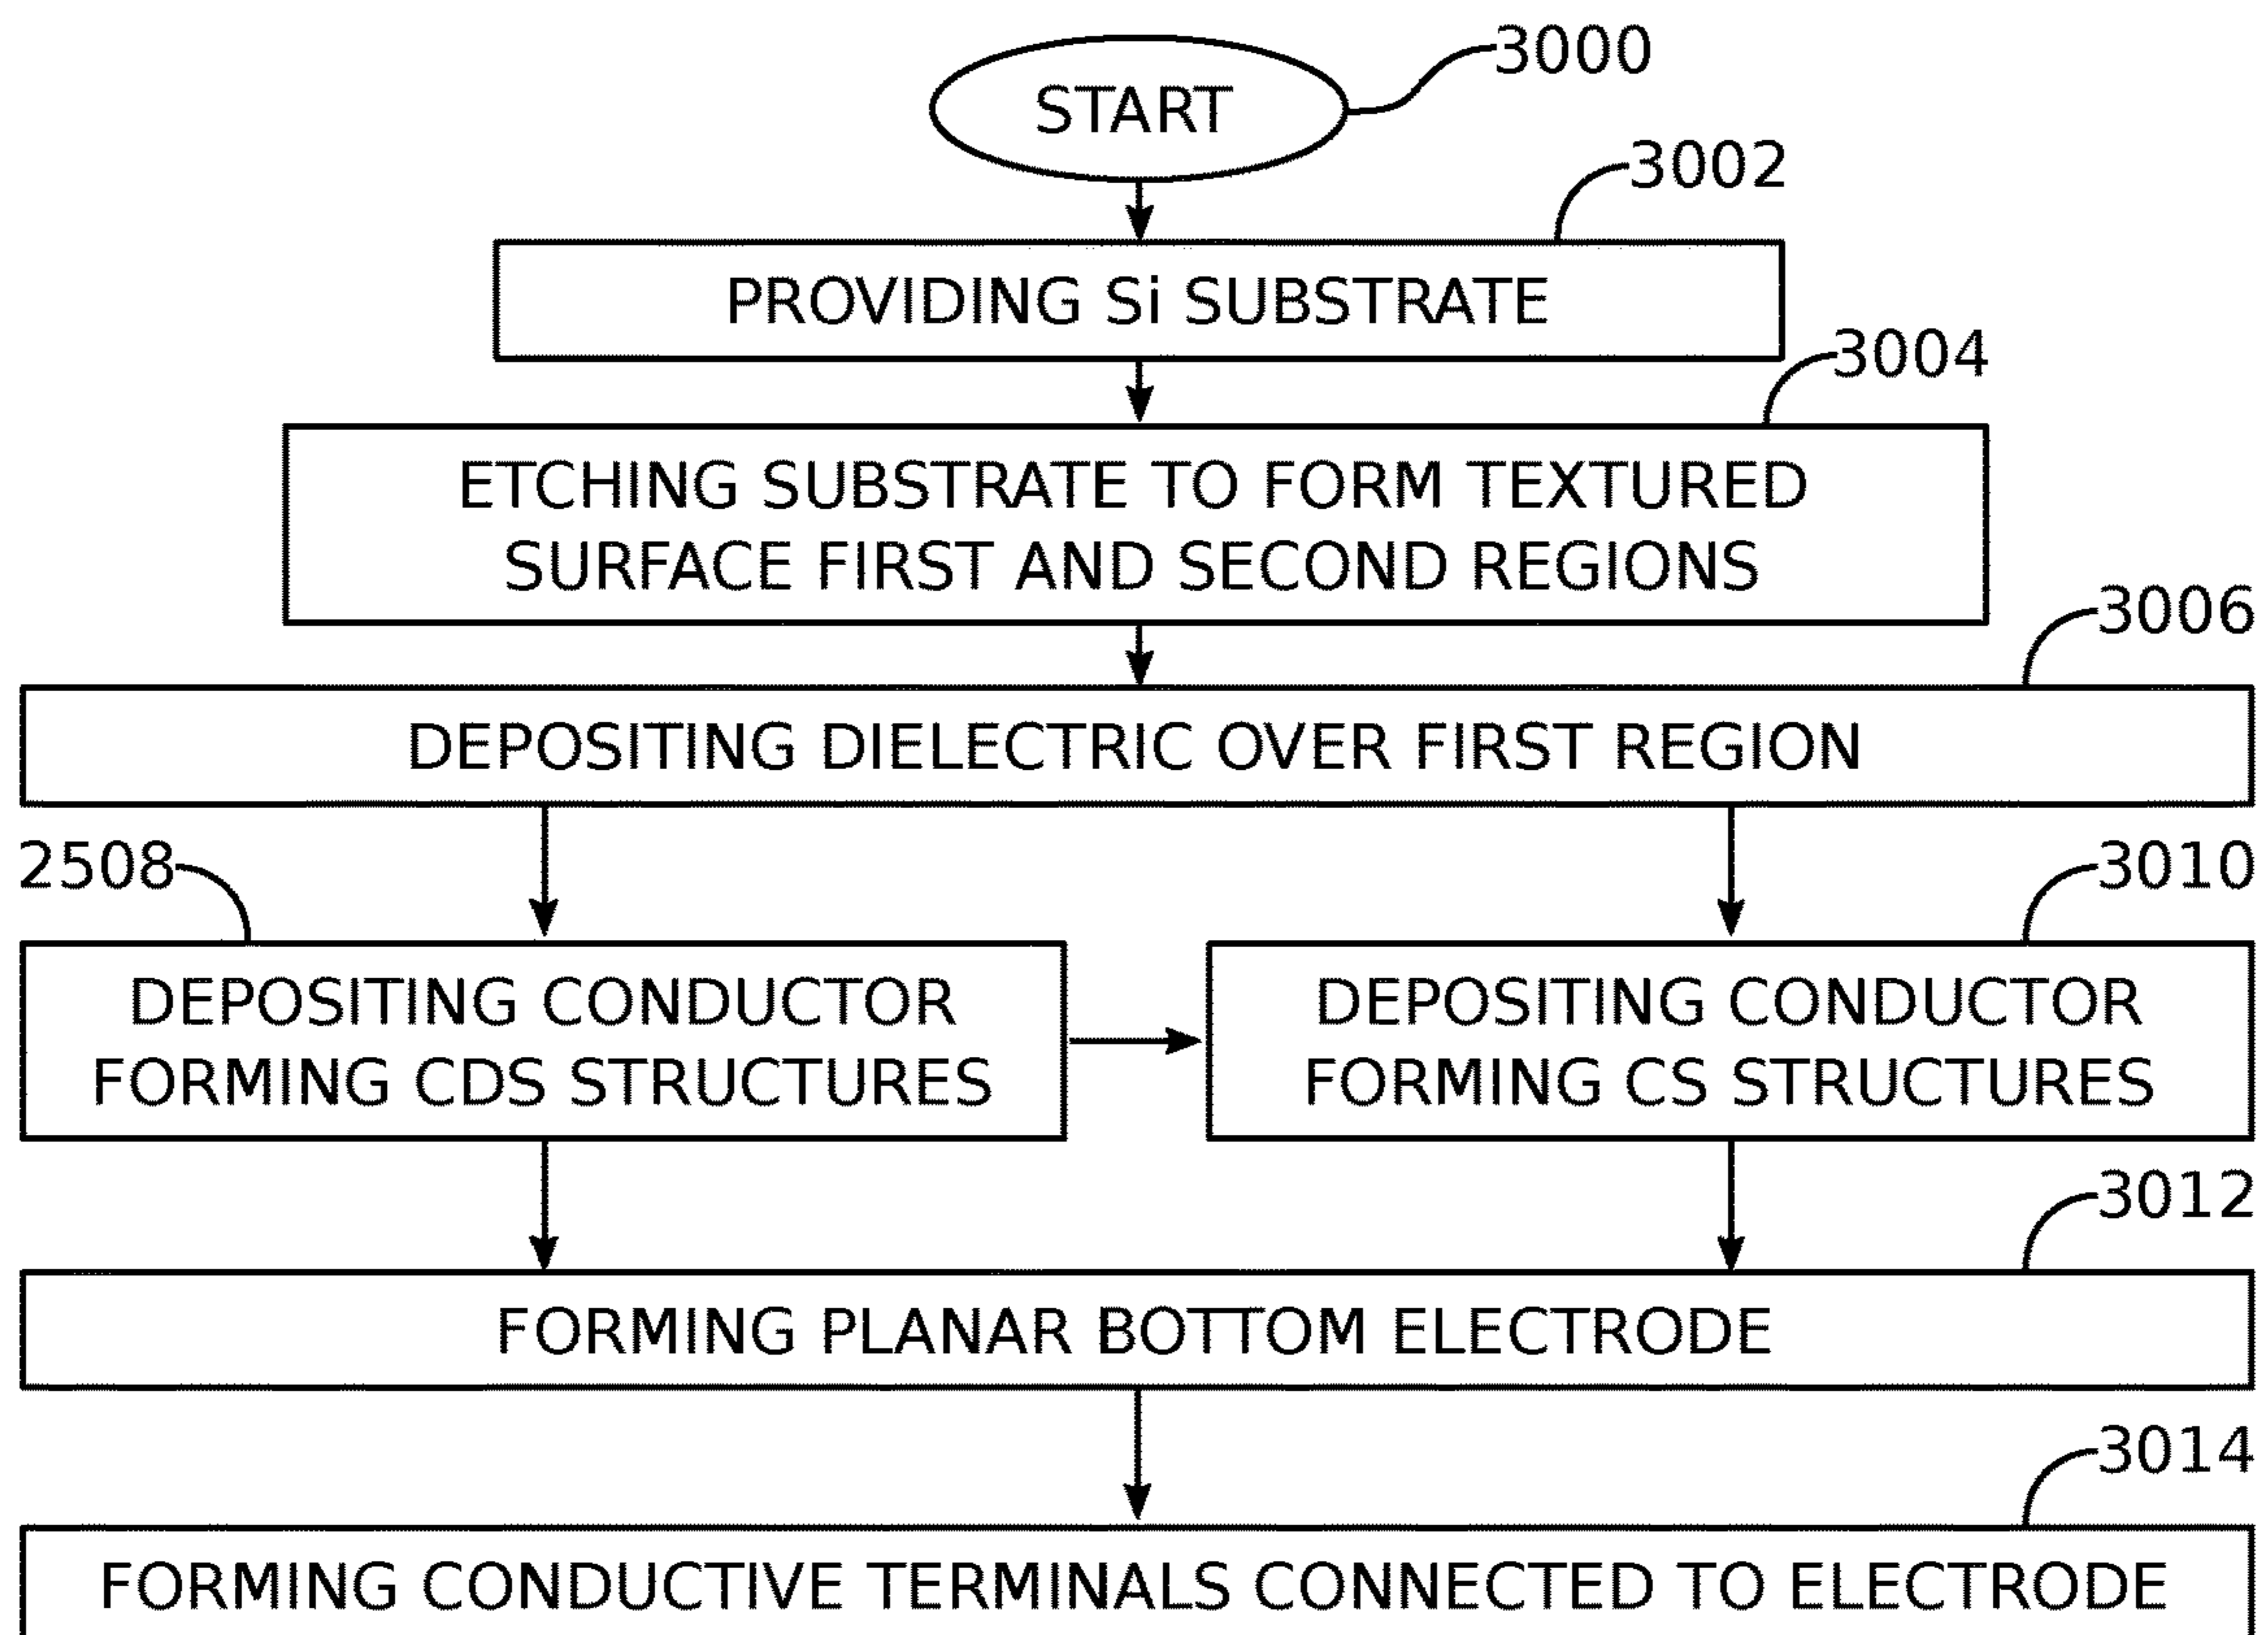 START
3000
3002
PROVIDING Si SUBSTRATE
3004
ETCHING SUBSTRATE TO FORM TEXTURED
SURFACE FIRST AND SECOND REGIONS
3006
DEPOSITING DIELECTRIC OVER FIRST REGION
2508
3010
DEPOSITING CONDUCTOR
FORMING CDS STRUCTURES
DEPOSITING CONDUCTOR
FORMING CS STRUCTURES
3012
FORMING PLANAR BOTTOM ELECTRODE
3014
FORMING CONDUCTIVE TERMINALS CONNECTED TO ELECTRODE